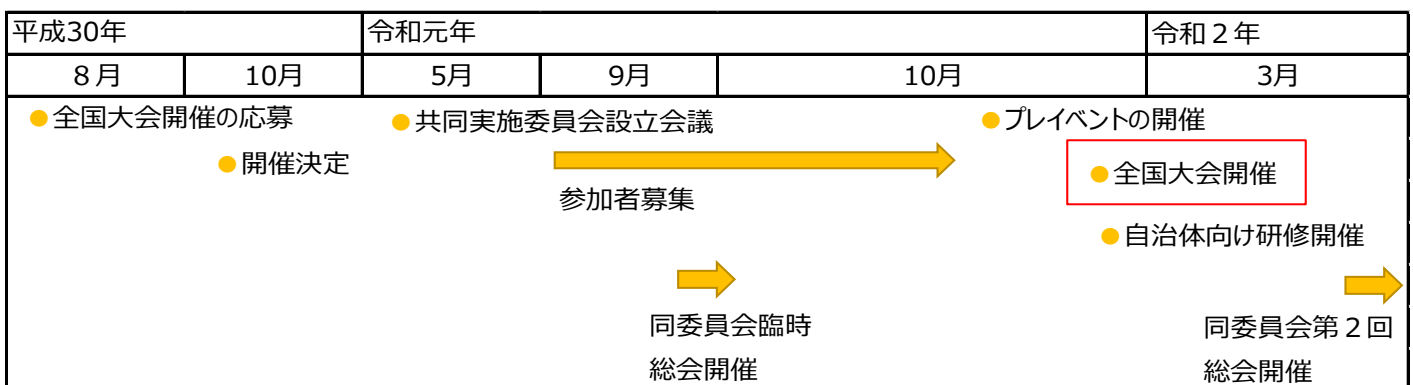 平成30年 令和元年 令和２年
８月 10月 5月 9月 10月 3月
全国大会開催の応募 共同実施委員会設立会議 プレイベントの開催
開催決定 全国大会開催
参加者募集
自治体向け研修開催
同委員会臨時 同委員会第２回
総会開催 総会開催